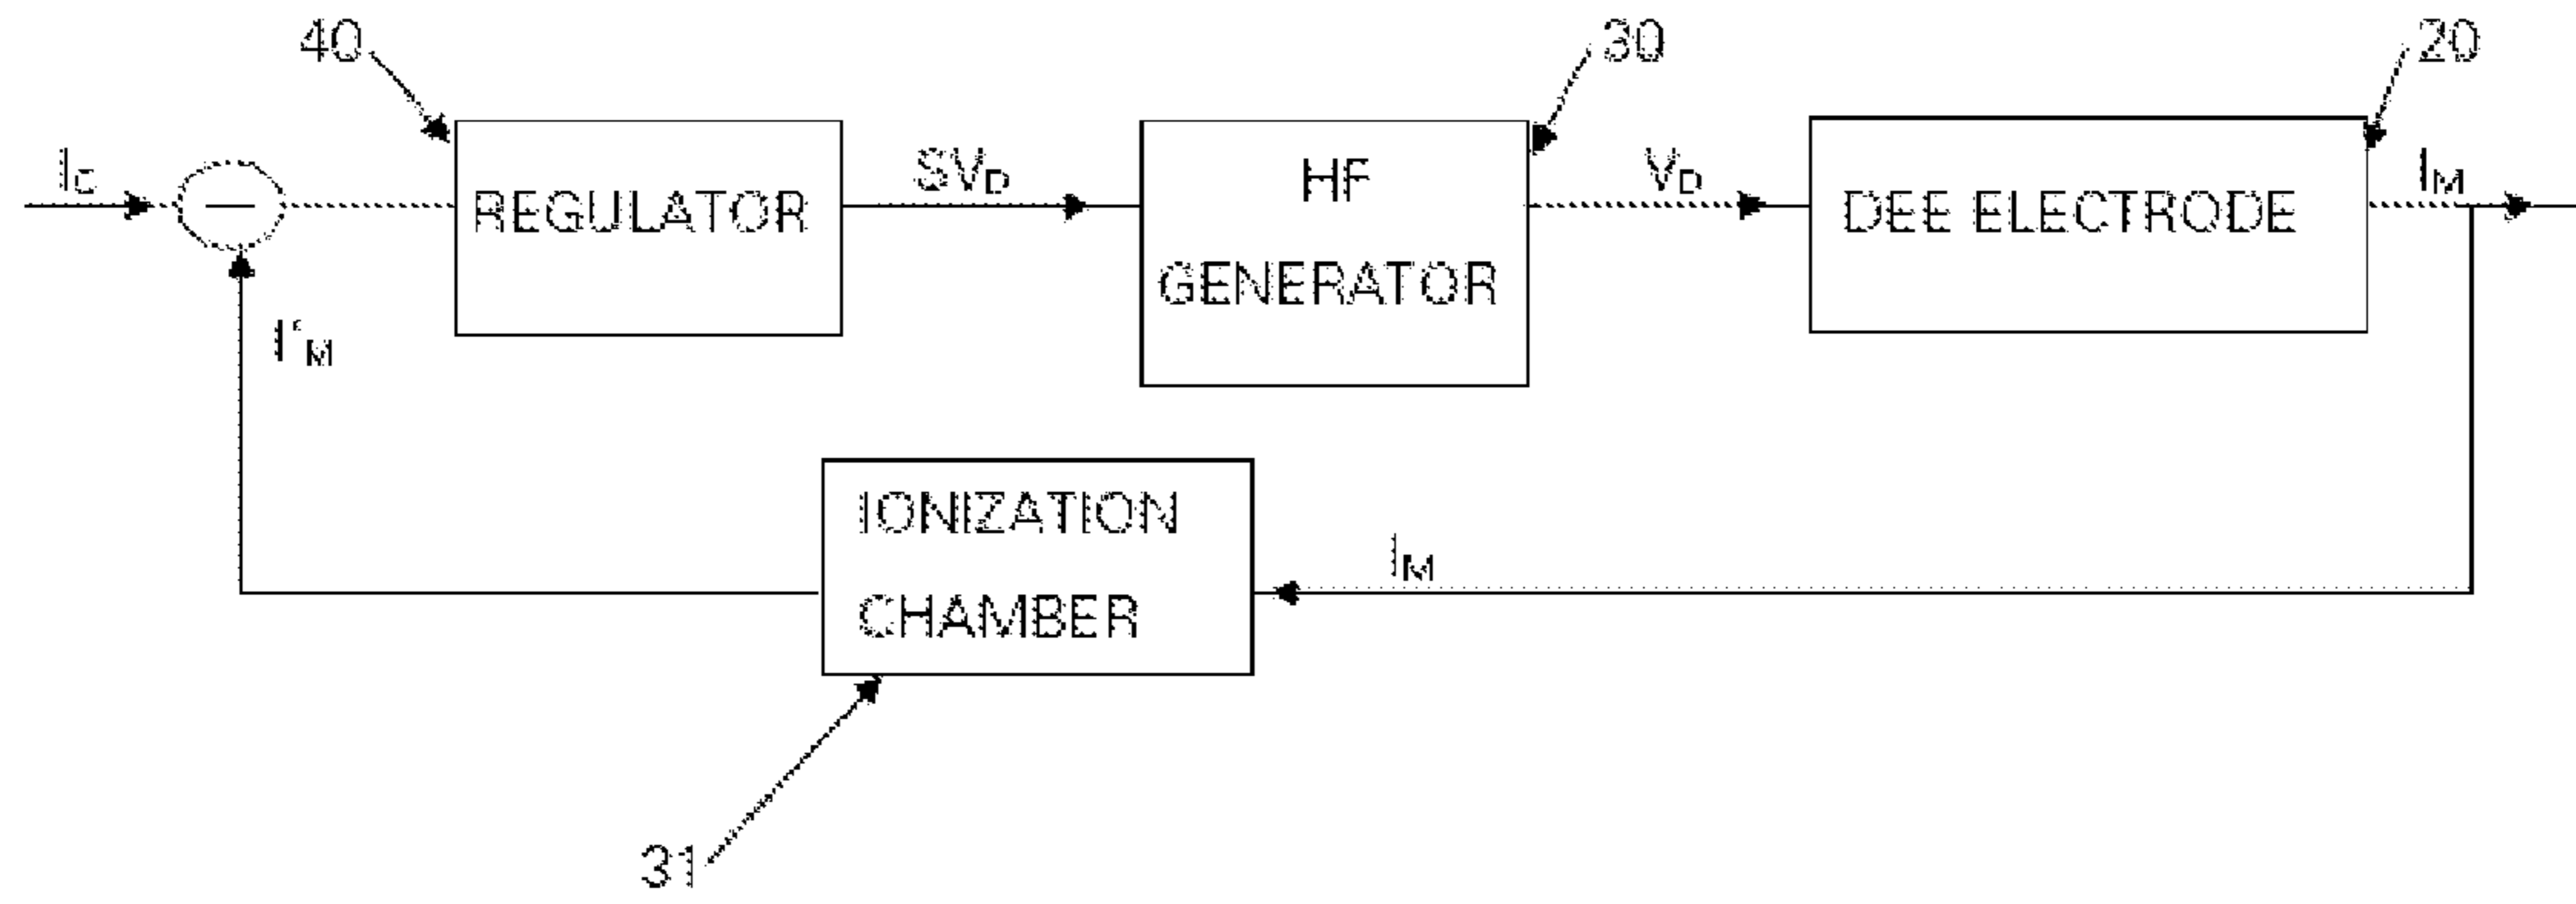 40
30
20
IC
SVD
VD
IM
REGULATOR
HF
GENERATOR
DEE ELECTRODE
I'M
IONIZATION
CHAMBER
IM
31